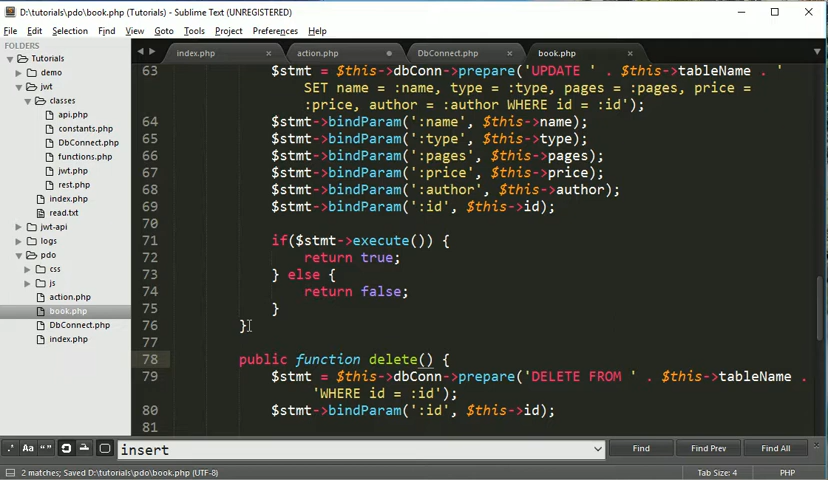 D:\tutorials\pdo\book.php (Tutorials) - Sublime Text (UNREGISTERED)
File Edit Selection Find View Goto Tools Project Preferences Help
FOLDERS
Tutorials
demo
jwt
classes
api.php
constants.php
DbConnect.php
functions.php
jwt.php
rest.php
index.php
read.txt
jwt-api
logs
pdo
css
js
action.php
book.php
DbConnect.php
index.php
index.php action.php DbConnect.php book.php
63 $stmt = $this->dbConn->prepare('UPDATE ' . $this->tableName . '
SET name = :name, type = :type, pages = :pages, price =
:price, author = :author WHERE id = :id');
64 $stmt->bindParam(':name', $this->name);
65 $stmt->bindParam(':type', $this->type);
66 $stmt->bindParam(':pages', $this->pages);
67 $stmt->bindParam(':price', $this->price);
68 $stmt->bindParam(':author', $this->author);
69 $stmt->bindParam(':id', $this->id);
70
71 if($stmt->execute()) {
72 return true;
73 } else {
74 return false;
75 }
76 }
77
78 public function delete() {
79 $stmt = $this->dbConn->prepare('DELETE FROM ' . $this->tableName .
'WHERE id = :id');
80 $stmt->bindParam(':id', $this->id);
81
.* Aa “ ” insert Find Find Prev Find All
2 matches; Saved D:\tutorials\pdo\book.php (UTF-8) Tab Size: 4 PHP